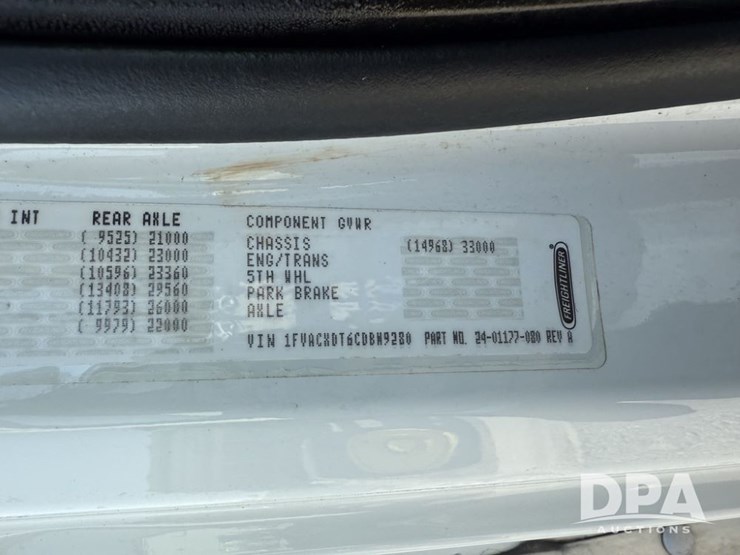 INT REAR AXLE COMPONENT GVWR
( 9525) 21000 CHASSIS (14968) 33000
(10432) 23000 ENG/TRANS
(10596) 23360 5TH WHL
(13408) 29560 PARK BRAKE
(11793) 26000 AXLE
( 9979) 22000
VIN 1FVACXDT6CDBW9280 PART NO. 24-01177-080 REV A
FREIGHTLINER
DPA
AUCTIONS